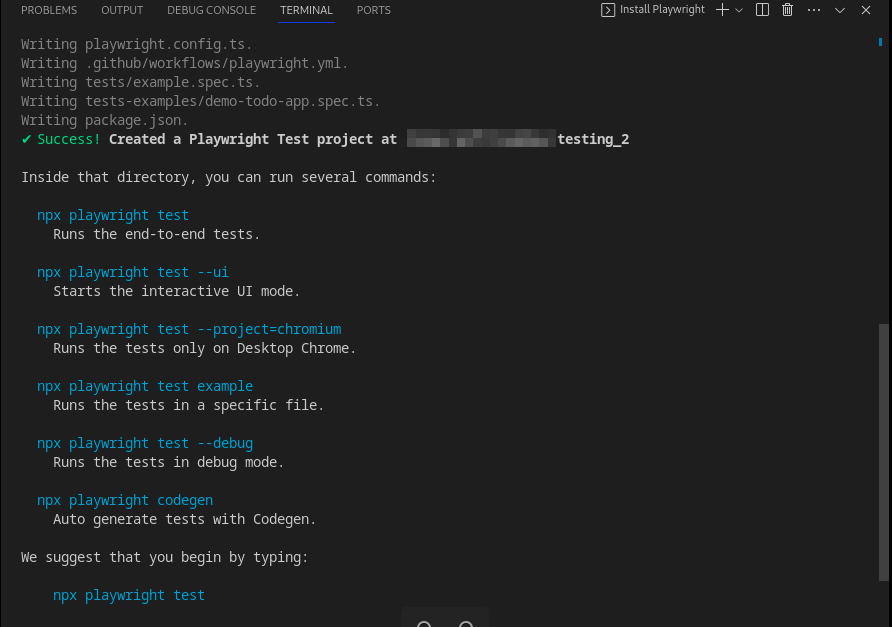 PROBLEMS OUTPUT DEBUG CONSOLE TERMINAL PORTS Install Playwright
Writing playwright.config.ts.
Writing .github/workflows/playwright.yml.
Writing tests/example.spec.ts.
Writing tests-examples/demo-todo-app.spec.ts.
Writing package.json.
✔ Success! Created a Playwright Test project at testing_2
Inside that directory, you can run several commands:
npx playwright test
Runs the end-to-end tests.
npx playwright test --ui
Starts the interactive UI mode.
npx playwright test --project=chromium
Runs the tests only on Desktop Chrome.
npx playwright test example
Runs the tests in a specific file.
npx playwright test --debug
Runs the tests in debug mode.
npx playwright codegen
Auto generate tests with Codegen.
We suggest that you begin by typing:
npx playwright test